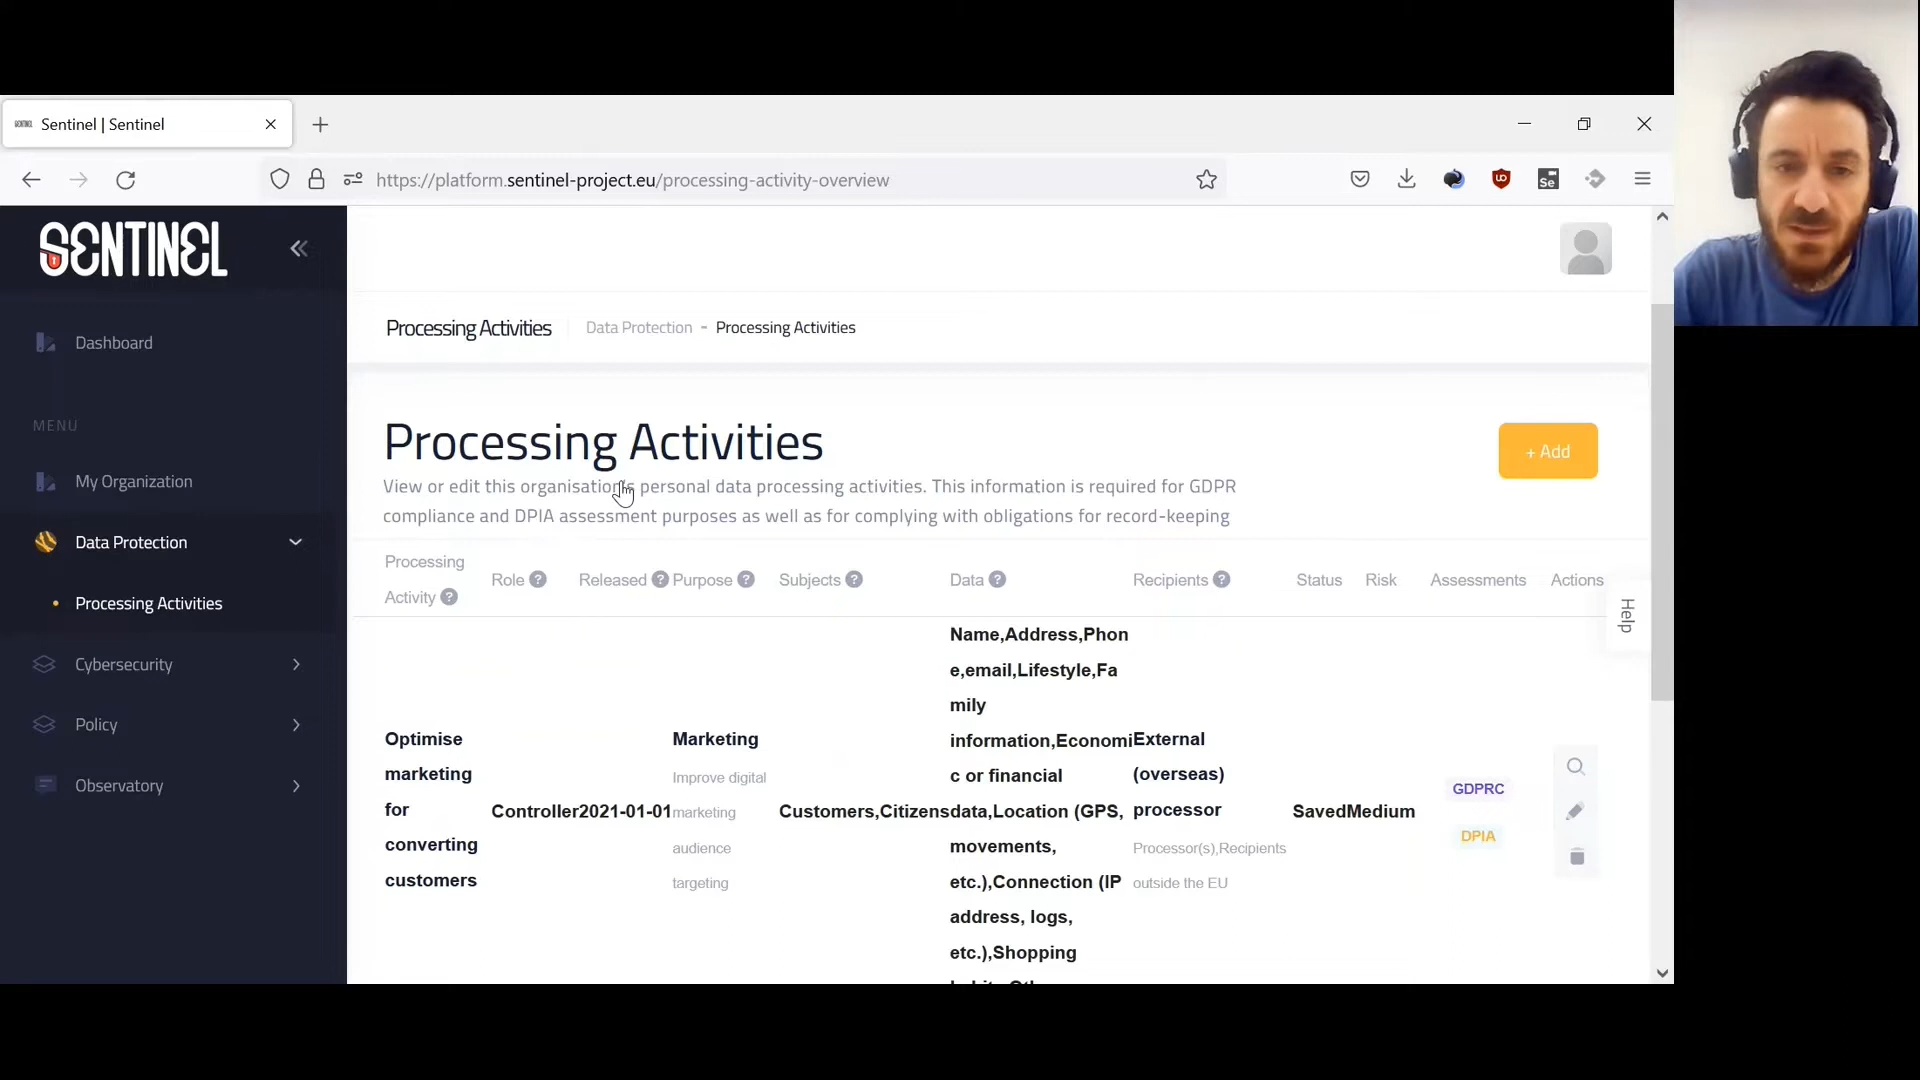 Sentinel | Sentinel
https://platform.sentinel-project.eu/processing-activity-overview
SENTINEL
Dashboard
MENU
My Organization
Data Protection
Processing Activities
Cybersecurity
Policy
Observatory
Processing Activities
Data Protection - Processing Activities
Processing Activities
+ Add
View or edit this organisation's personal data processing activities. This information is required for GDPR
compliance and DPIA assessment purposes as well as for complying with obligations for record-keeping
Processing
Activity ?
Role ?
Released ?
Purpose ?
Subjects ?
Data ?
Recipients ?
Status
Risk
Assessments
Actions
Help
Optimise
marketing
for
converting
customers
Controller
2021-01-01
Marketing
Improve digital
marketing
audience
targeting
Customers,Citizens
Name,Address,Phon
e,email,Lifestyle,Fa
mily
information,Economi
c or financial
data,Location (GPS,
movements,
etc.),Connection (IP
address, logs,
etc.),Shopping
External
(overseas)
processor
Processor(s),Recipients
outside the EU
Saved
Medium
GDPRC
DPIA
Se